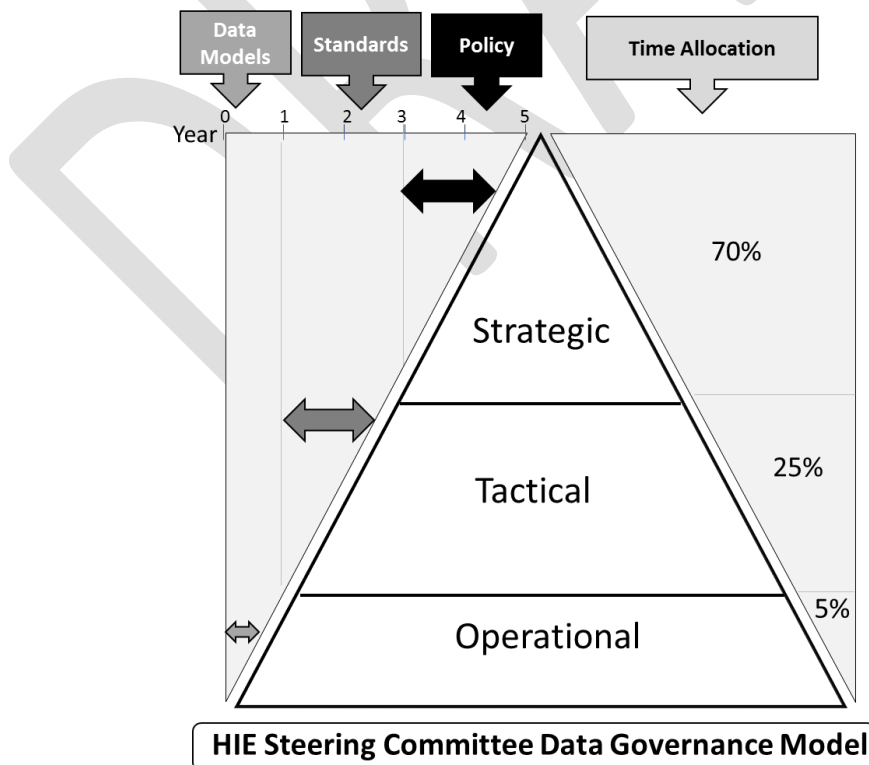 Data
Models
Standards
Policy
Time Allocation
Year
0
1
2
3
4
5
70%
Strategic
25%
Tactical
5%
Operational
HIE Steering Committee Data Governance Model